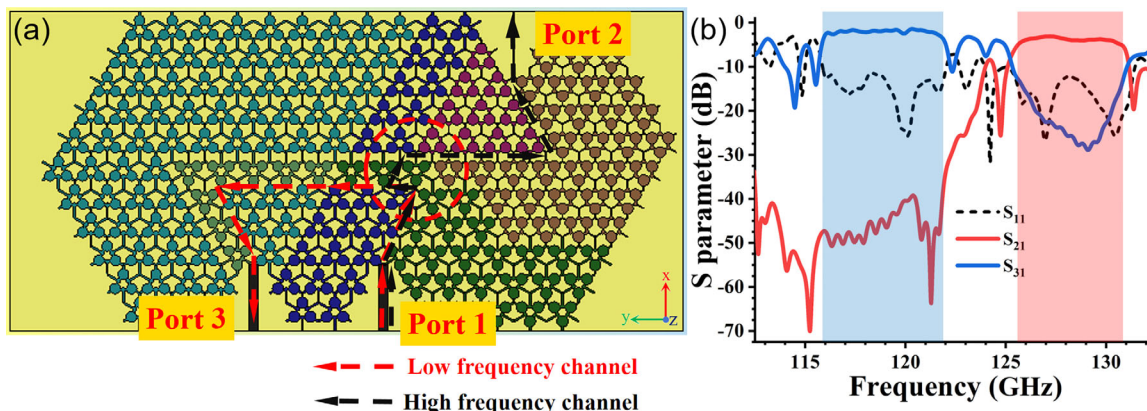 (a)
Port 2
Port 3
Port 1
x
y
z
Low frequency channel
High frequency channel
(b)
S parameter (dB)
0
-10
-20
-30
-40
-50
-60
-70
S11
S21
S31
115
120
125
130
Frequency (GHz)